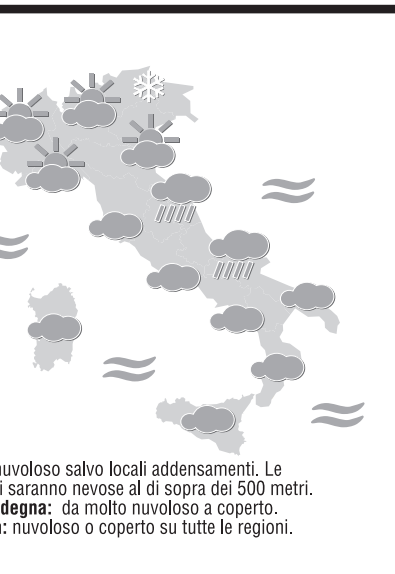 nuvoloso salvo locali addensamenti. Le
i saranno nevose al di sopra dei 500 metri.
degna: da molto nuvoloso a coperto.
: nuvoloso o coperto su tutte le regioni.